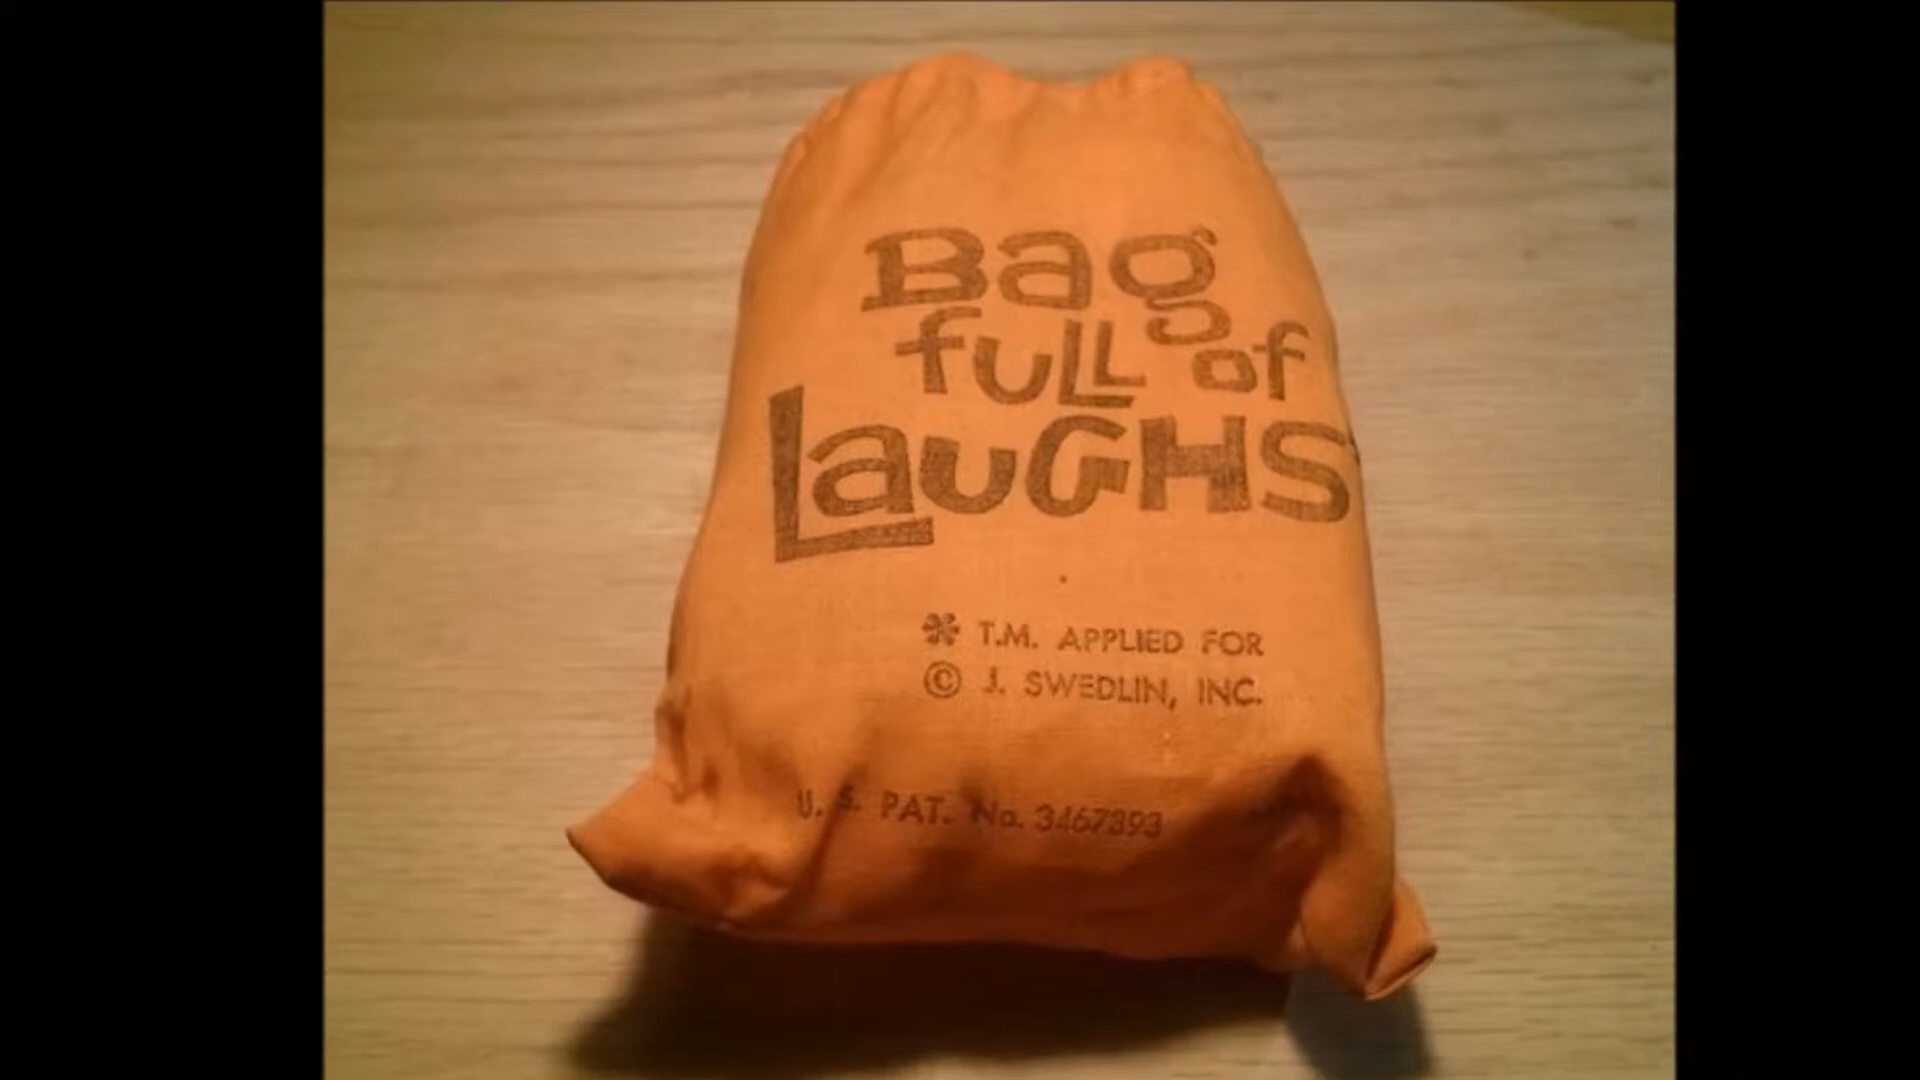 Bag
fuLL of
LauGHS
* T.M. APPLIED FOR
© J. SWEDLIN, INC.
U. S. PAT. No. 3467393